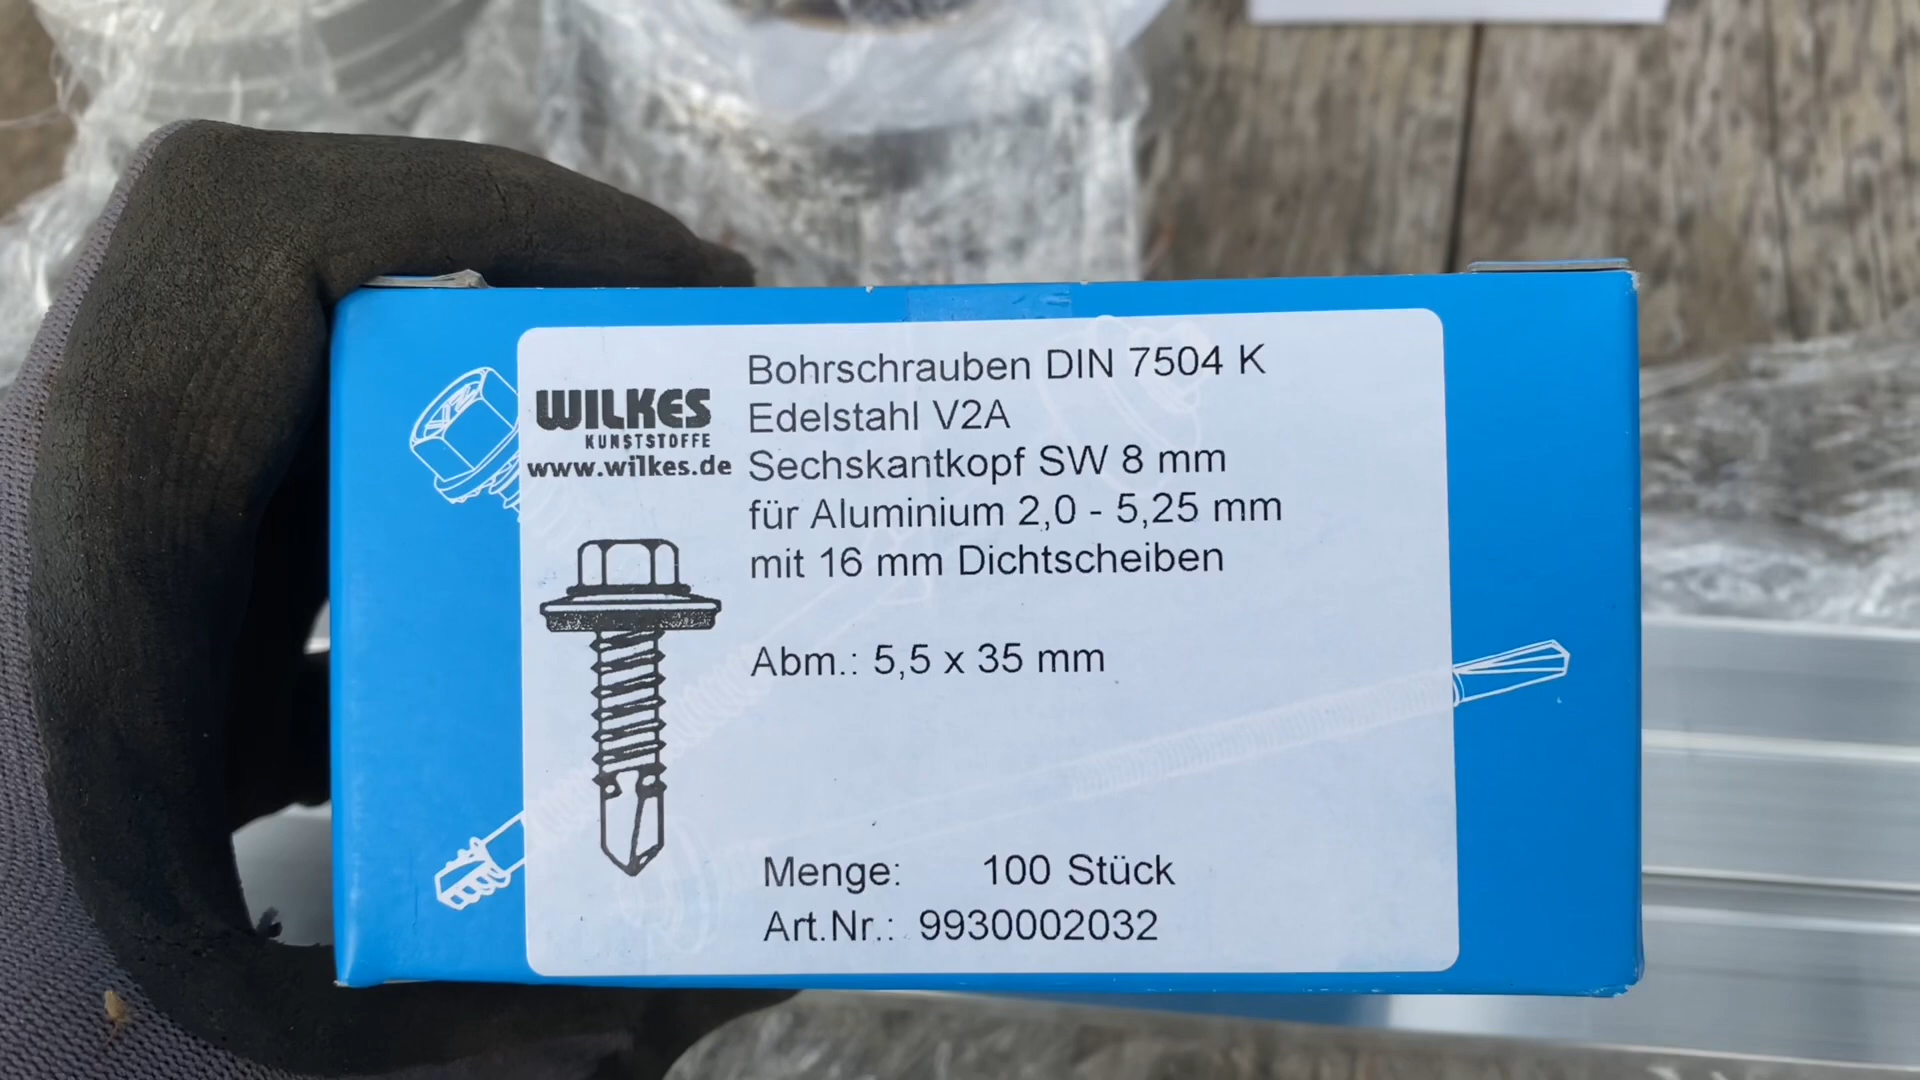 WILKES
KUNSTSTOFFE
www.wilkes.de
Bohrschrauben DIN 7504 K
Edelstahl V2A
Sechskantkopf SW 8 mm
für Aluminium 2,0 - 5,25 mm
mit 16 mm Dichtscheiben
Abm.: 5,5 x 35 mm
Menge: 100 Stück
Art.Nr.: 9930002032